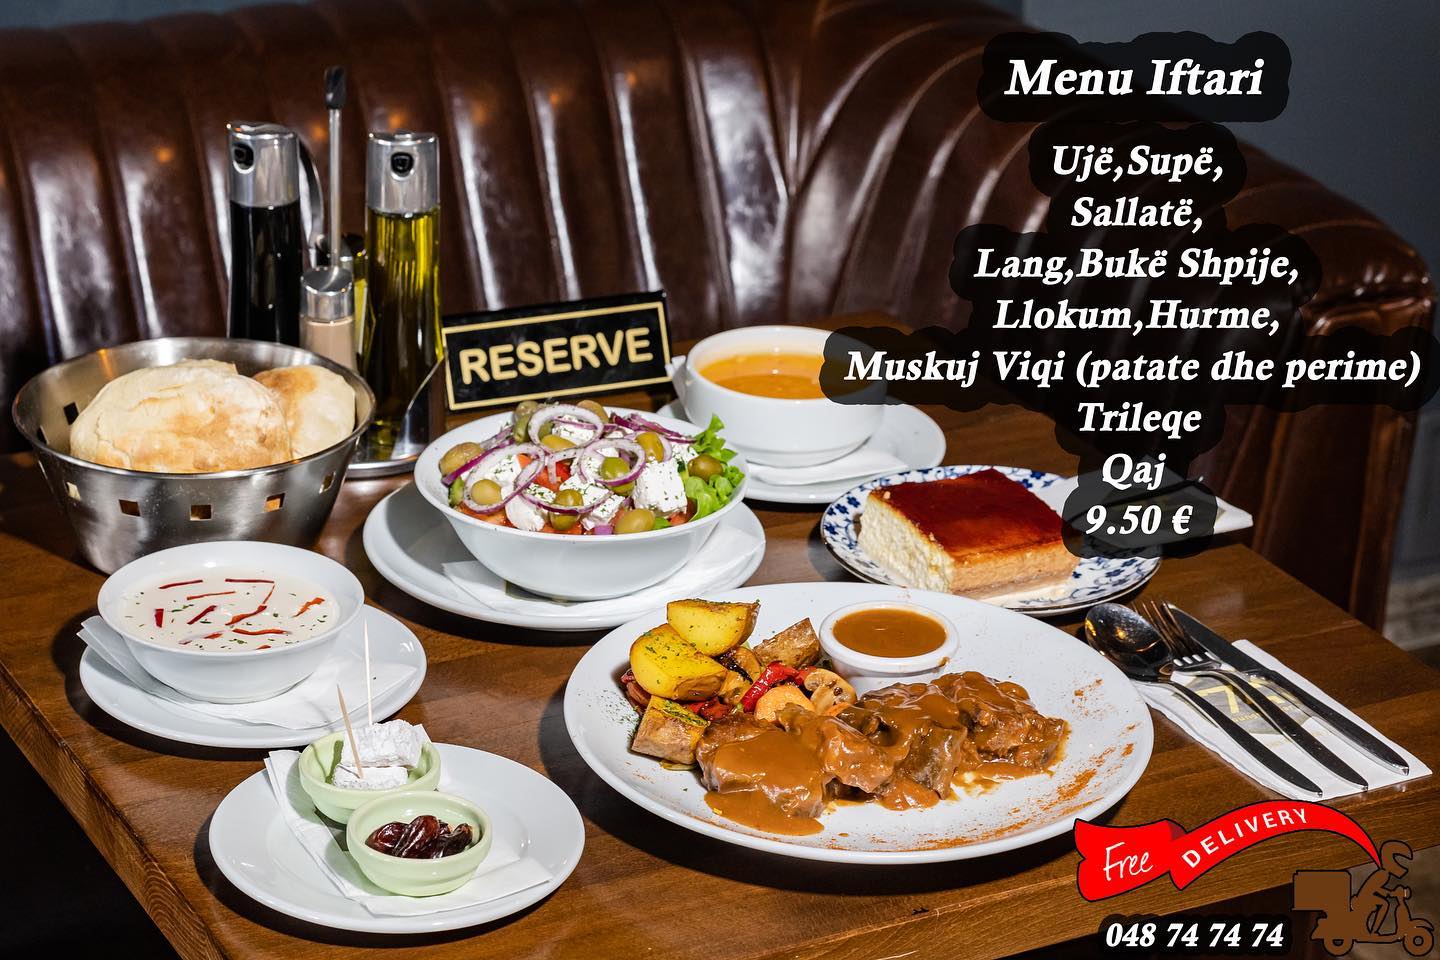 Menu Iftari
Ujë,Supë,
Sallatë,
Lang,Bukë Shpije,
Llokum,Hurme,
Muskuj Viqi (patate dhe perime)
Trileqe
Qaj
9.50 €
RESERVE
Free DELIVERY
048 74 74 74